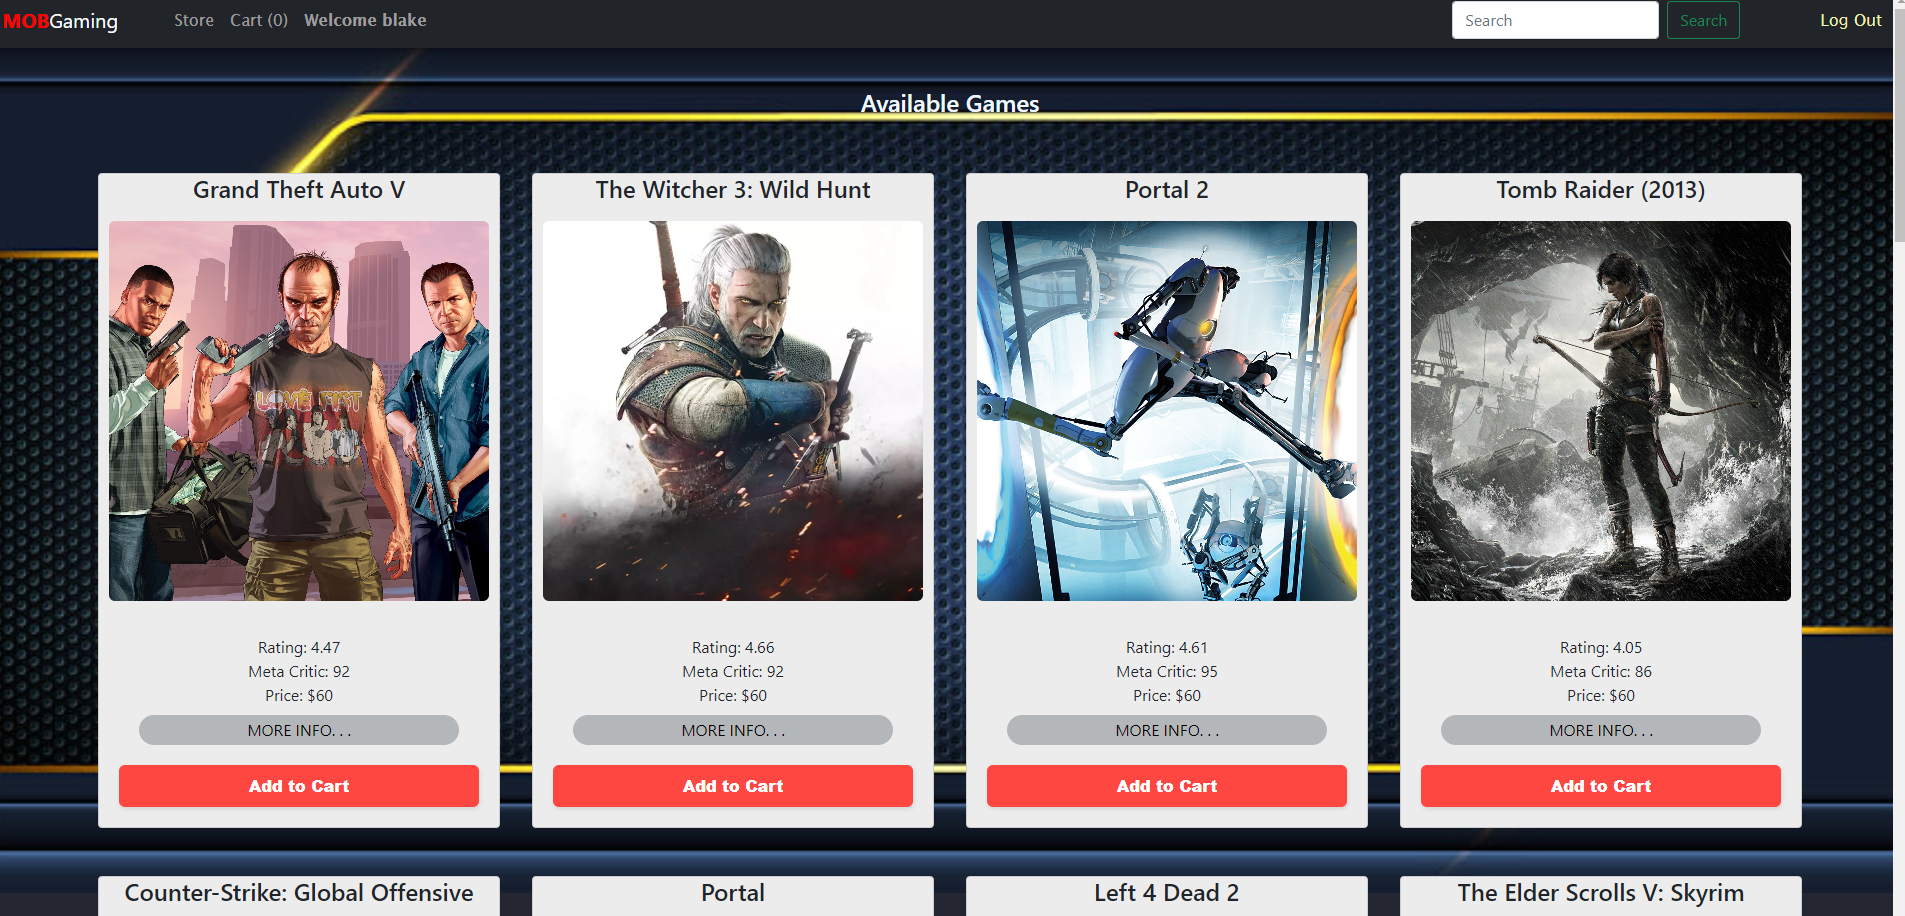 MOBGaming Store Cart (0) Welcome blake Search Search Log Out
Available Games
Grand Theft Auto V The Witcher 3: Wild Hunt Portal 2 Tomb Raider (2013)
LOVE FIST
Rating: 4.47 Rating: 4.66 Rating: 4.61 Rating: 4.05
Meta Critic: 92 Meta Critic: 92 Meta Critic: 95 Meta Critic: 86
Price: $60 Price: $60 Price: $60 Price: $60
MORE INFO. . . MORE INFO. . . MORE INFO. . . MORE INFO. . .
Add to Cart Add to Cart Add to Cart Add to Cart
Counter-Strike: Global Offensive Portal Left 4 Dead 2 The Elder Scrolls V: Skyrim